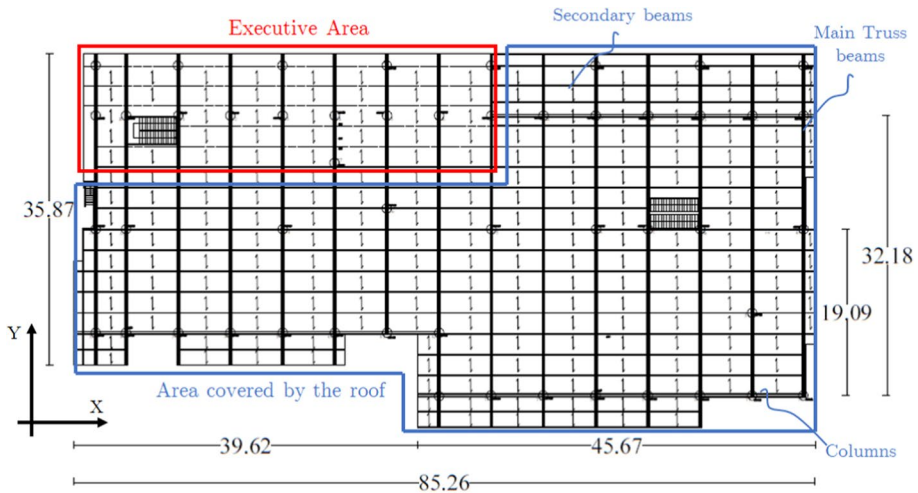 Executive Area
Secondary beams
Main Truss
beams
35.87
32.18
19.09
Y
X
Area covered by the roof
Columns
39.62
45.67
85.26